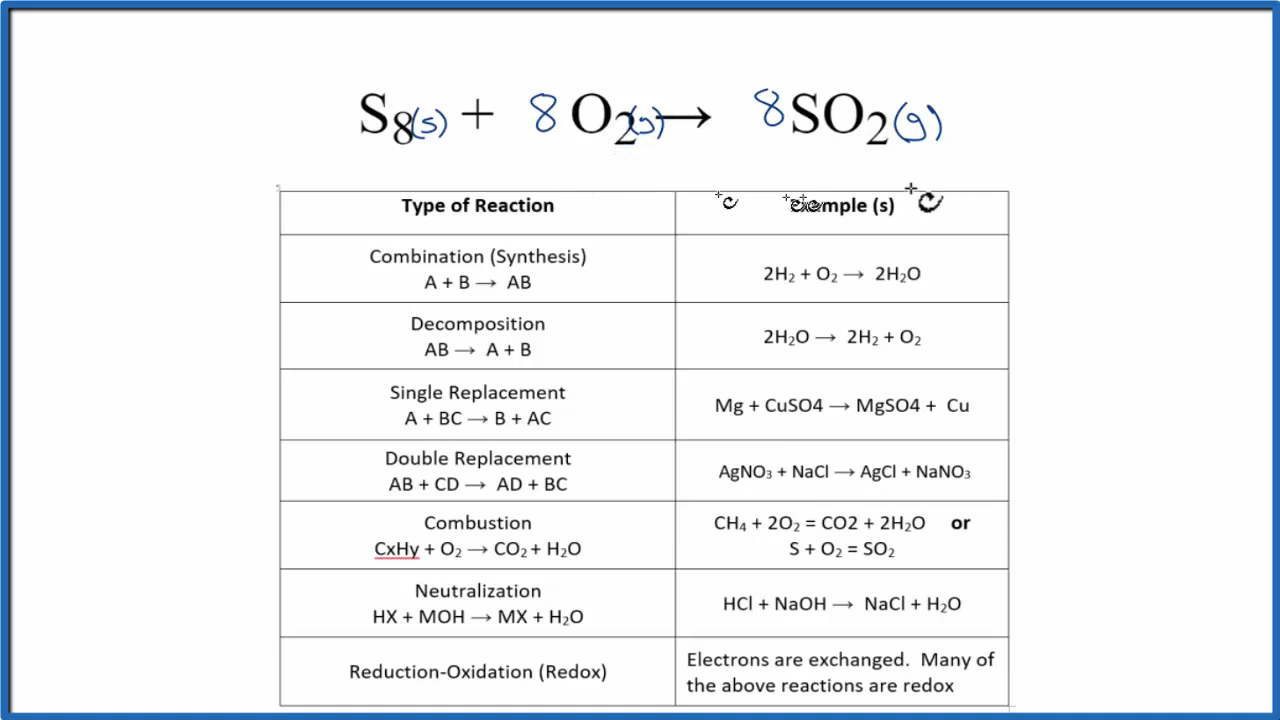 S₈(s) + 8 O₂(g) → 8SO₂(g)
Type of Reaction
(s)
Combination (Synthesis)
A + B → AB
2H₂ + O₂ → 2H₂O
Decomposition
AB → A + B
2H₂O → 2H₂ + O₂
Single Replacement
A + BC → B + AC
Mg + CuSO4 → MgSO4 + Cu
Double Replacement
AB + CD → AD + BC
AgNO₃ + NaCl → AgCl + NaNO₃
Combustion
CxHy + O₂ → CO₂ + H₂O
CH₄ + 2O₂ = CO2 + 2H₂O or
S + O₂ = SO₂
Neutralization
HX + MOH → MX + H₂O
HCl + NaOH → NaCl + H₂O
Reduction-Oxidation (Redox)
Electrons are exchanged. Many of
the above reactions are redox